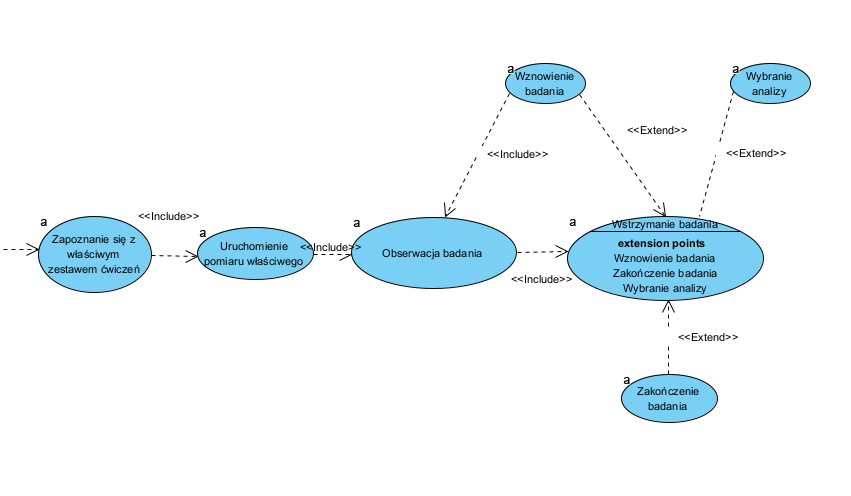 a
Wznowienie
badania
a
Wybranie
analizy
<<Extend>>
<<Include>>
<<Extend>>
a
Zapoznanie się z
właściwym
zestawem ćwiczeń
<<Include>>
a
Uruchomienie
pomiaru właściwego
<<Include>>
a
Obserwacja badania
<<Include>>
a
Wstrzymanie badania
extension points
Wznowienie badania
Zakończenie badania
Wybranie analizy
<<Extend>>
a
Zakończenie
badania